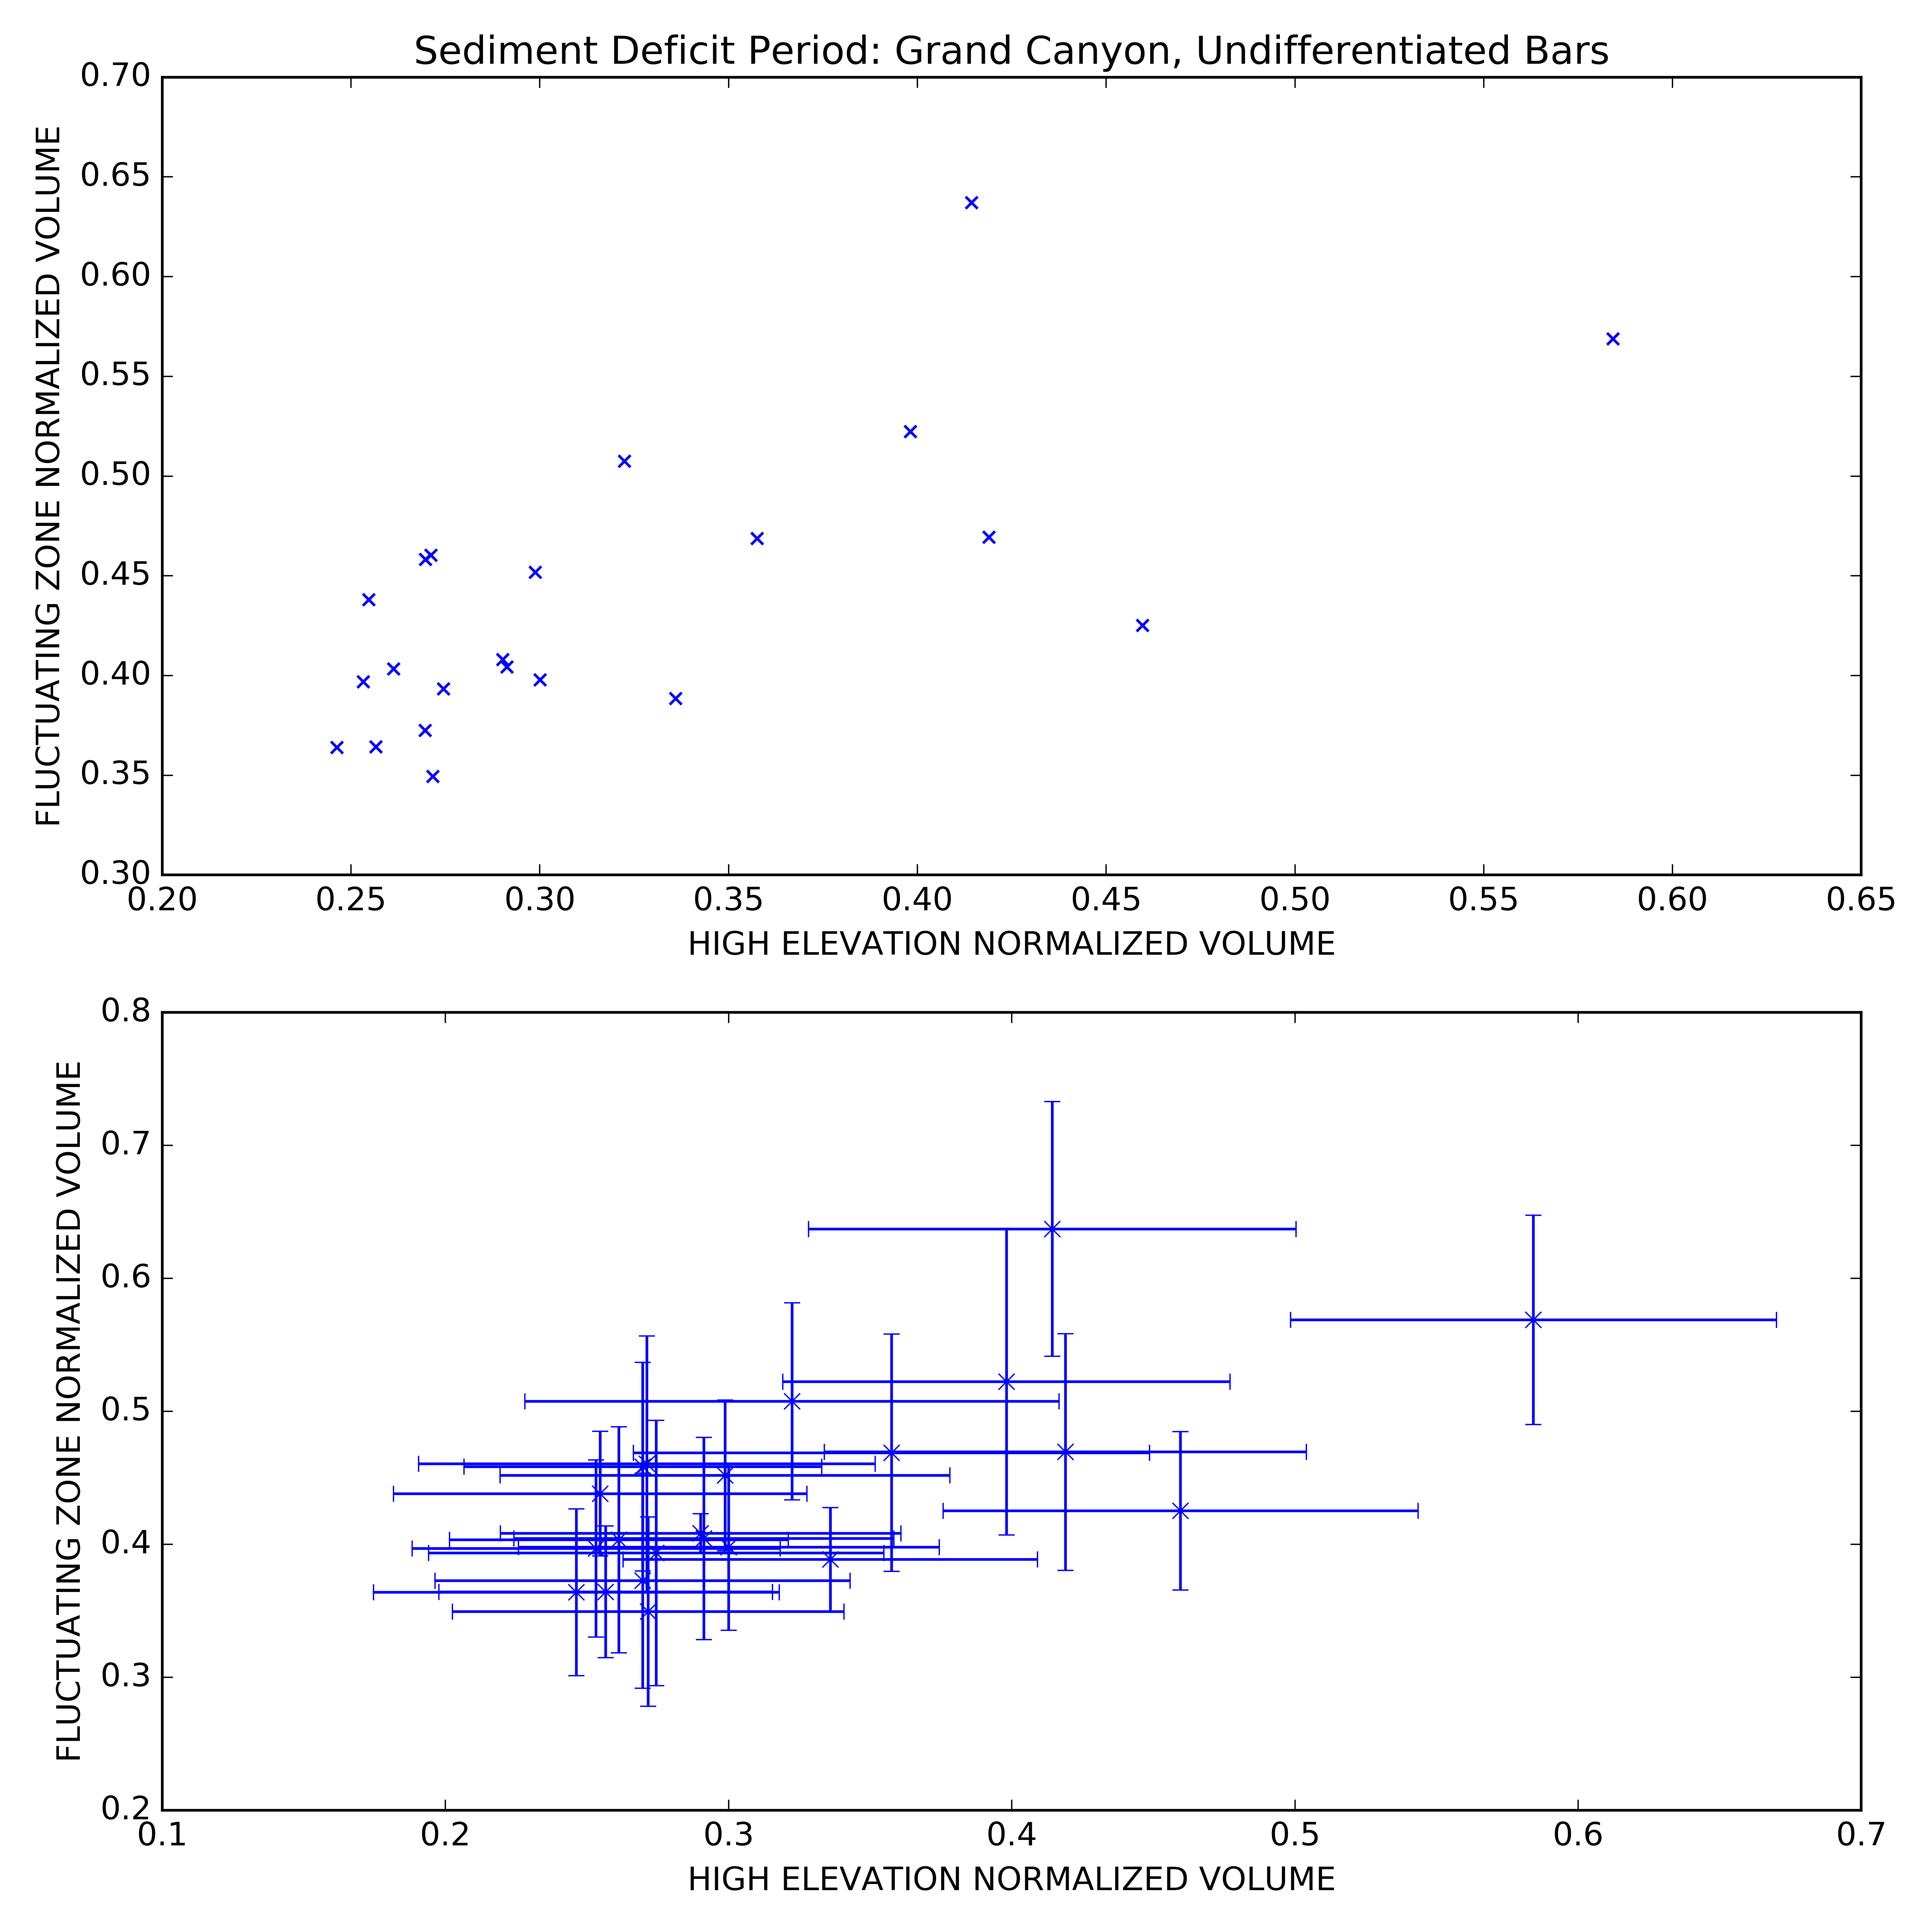 Sediment Deficit Period: Grand Canyon, Undifferentiated Bars
0.70
0.65
0.60
0.55
0.50
0.45
0.40
0.35
0.30
FLUCTUATING ZONE NORMALIZED VOLUME
0.20 0.25 0.30 0.35 0.40 0.45 0.50 0.55 0.60 0.65
HIGH ELEVATION NORMALIZED VOLUME
0.8
0.7
0.6
0.5
0.4
0.3
0.2
FLUCTUATING ZONE NORMALIZED VOLUME
0.1 0.2 0.3 0.4 0.5 0.6 0.7
HIGH ELEVATION NORMALIZED VOLUME